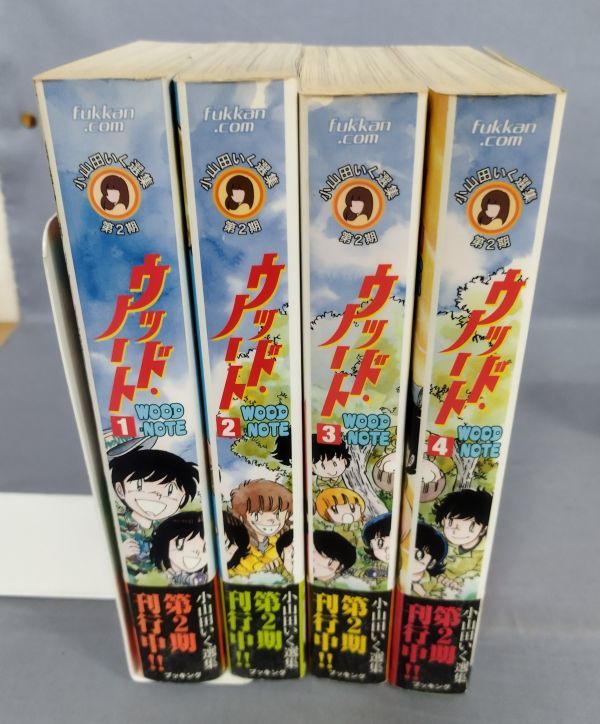 fukkan
.com
小山田いく選集
第2期
ウッド・
ノート
1
WOOD
NOTE
小山田いく選集
第2期
刊行中!!
ブッキング
fukkan
.com
小山田いく選集
第2期
ウッド・
ノート
2
WOOD
NOTE
小山田いく選集
第2期
刊行中!!
ブッキング
fukkan
.com
小山田いく選集
第2期
ウッド・
ノート
3
WOOD
NOTE
小山田いく選集
第2期
刊行中!!
ブッキング
fukkan
.com
小山田いく選集
第2期
ウッド・
ノート
4
WOOD
NOTE
小山田いく選集
第2期
刊行中!!
ブッキング